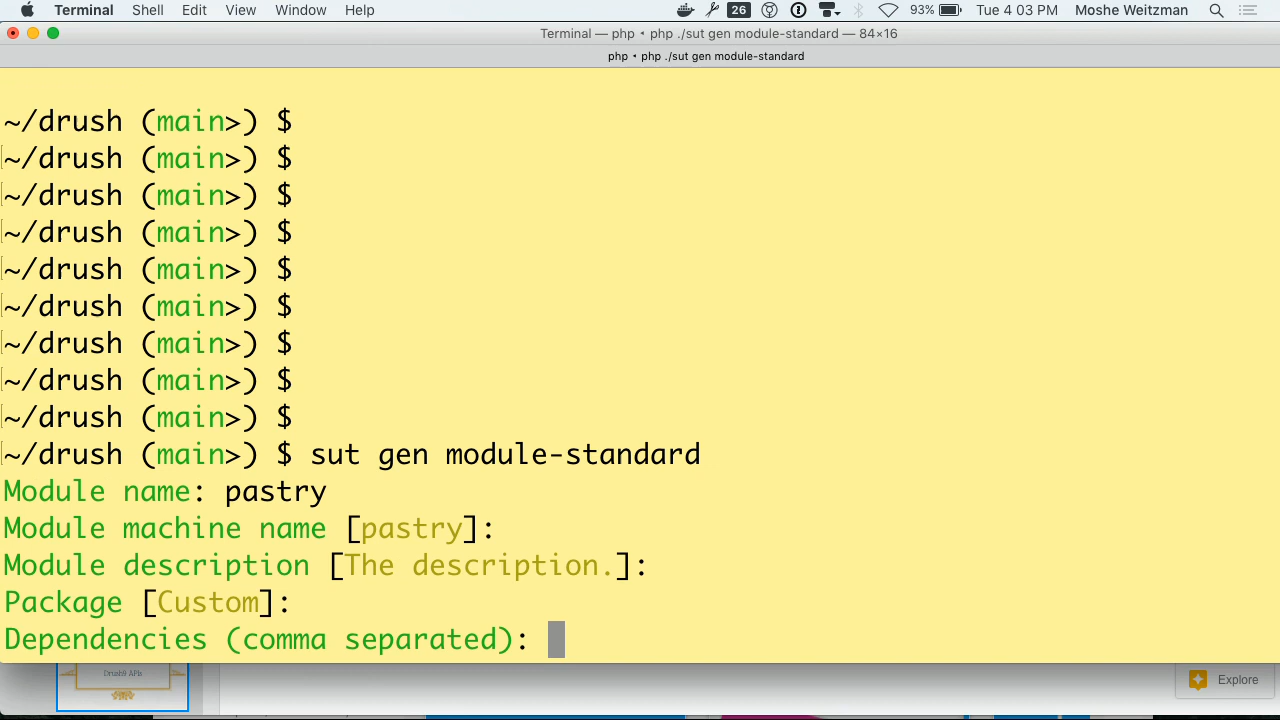 Terminal Shell Edit View Window Help 26 93% Tue 4 03 PM Moshe Weitzman
Terminal — php • php ./sut gen module-standard — 84×16
php • php ./sut gen module-standard
~/drush (main>) $
~/drush (main>) $
~/drush (main>) $
~/drush (main>) $
~/drush (main>) $
~/drush (main>) $
~/drush (main>) $
~/drush (main>) $
~/drush (main>) $
~/drush (main>) $ sut gen module-standard
Module name: pastry
Module machine name [pastry]:
Module description [The description.]:
Package [Custom]:
Dependencies (comma separated):
Drush9 APIs
Explore